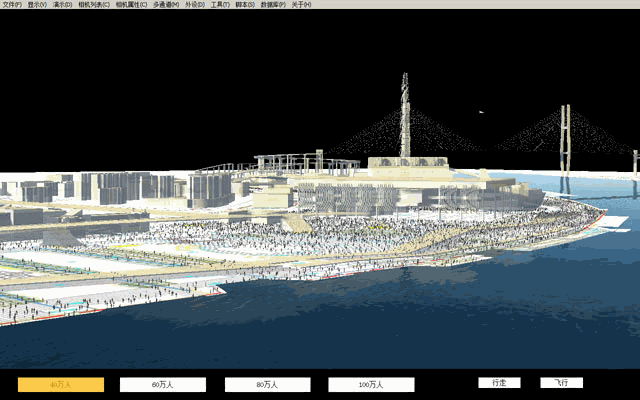 文件(F) 显示(V) 演示(D) 相机列表(C) 相机属性(C) 多通道(M) 外设(D) 工具(T) 脚本(S) 数据库(P) 关于(H)
40万人 60万人 80万人 100万人 行走 飞行